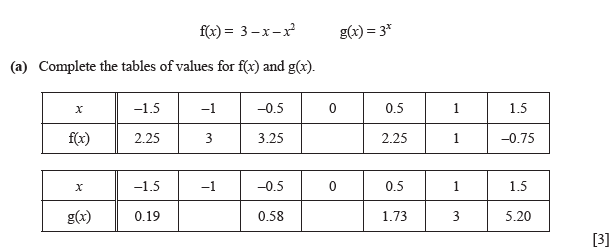 f(x) = 3 – x – x²    g(x) = 3ˣ
(a) Complete the tables of values for f(x) and g(x).
x –1.5 –1 –0.5 0 0.5 1 1.5
f(x) 2.25 3 3.25 2.25 1 –0.75
x –1.5 –1 –0.5 0 0.5 1 1.5
g(x) 0.19 0.58 1.73 3 5.20
[3]